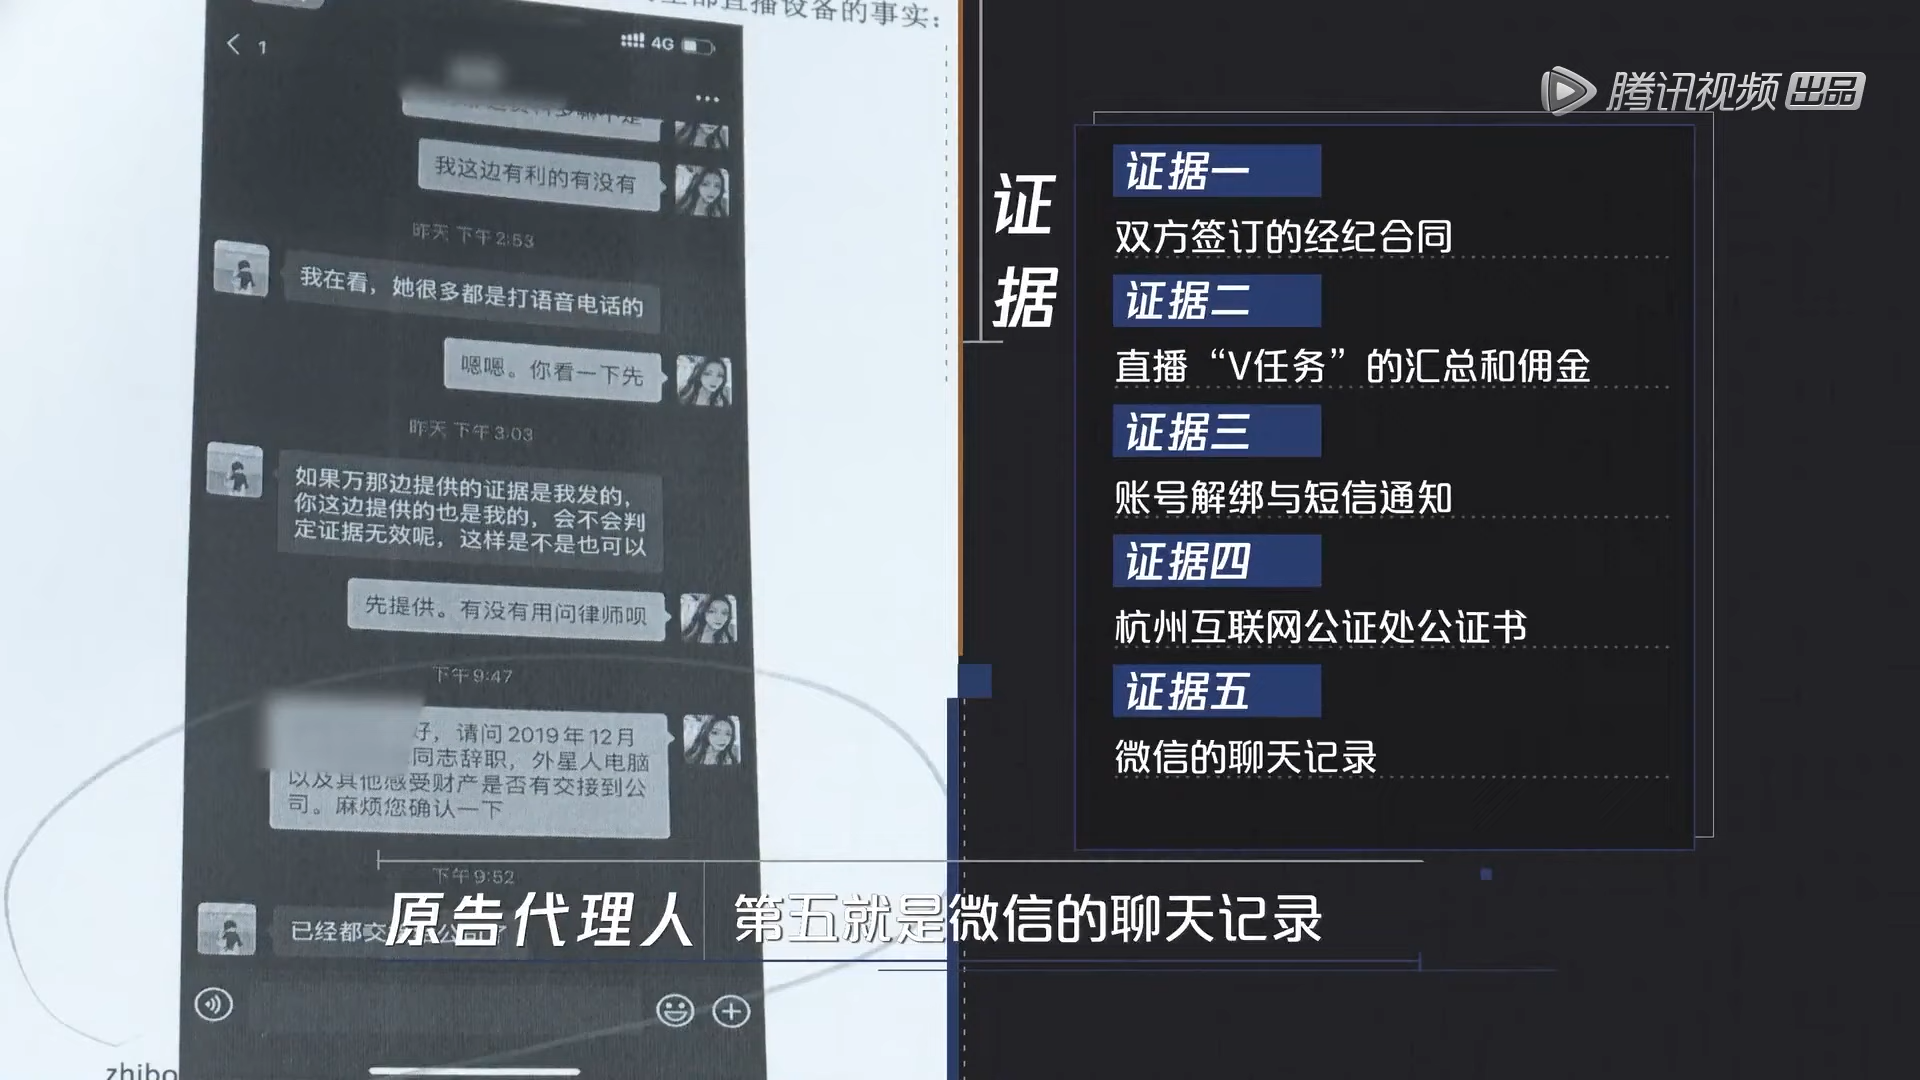 部直播设备的事实：
1
4G
我这边有利的有没有
昨天 下午2:53
我在看，她很多都是打语音电话的
嗯嗯。你看一下先
昨天 下午3:03
如果万那边提供的证据是我发的，
你这边提供的也是我的，会不会判
定证据无效呢，这样是不是也可以
先提供。有没有用问律师呗
下午9:47
好，请问2019年12月
同志辞职，外星人电脑
以及其他感受财产是否有交接到公
司。麻烦您确认一下
下午9:52
已经都交
zhibo
腾讯视频 出品
证据
证据一
双方签订的经纪合同
证据二
直播“V任务”的汇总和佣金
证据三
账号解绑与短信通知
证据四
杭州互联网公证处公证书
证据五
微信的聊天记录
原告代理人 第五就是微信的聊天记录